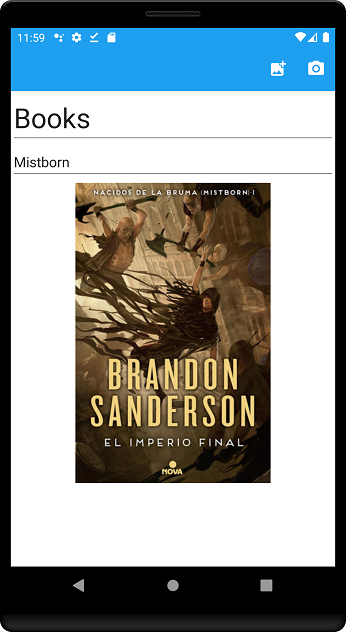 11:59
Books
Mistborn
NACIDOS DE LA BRUMA (MISTBORN) I
BRANDON
SANDERSON
EL IMPERIO FINAL
NOVA